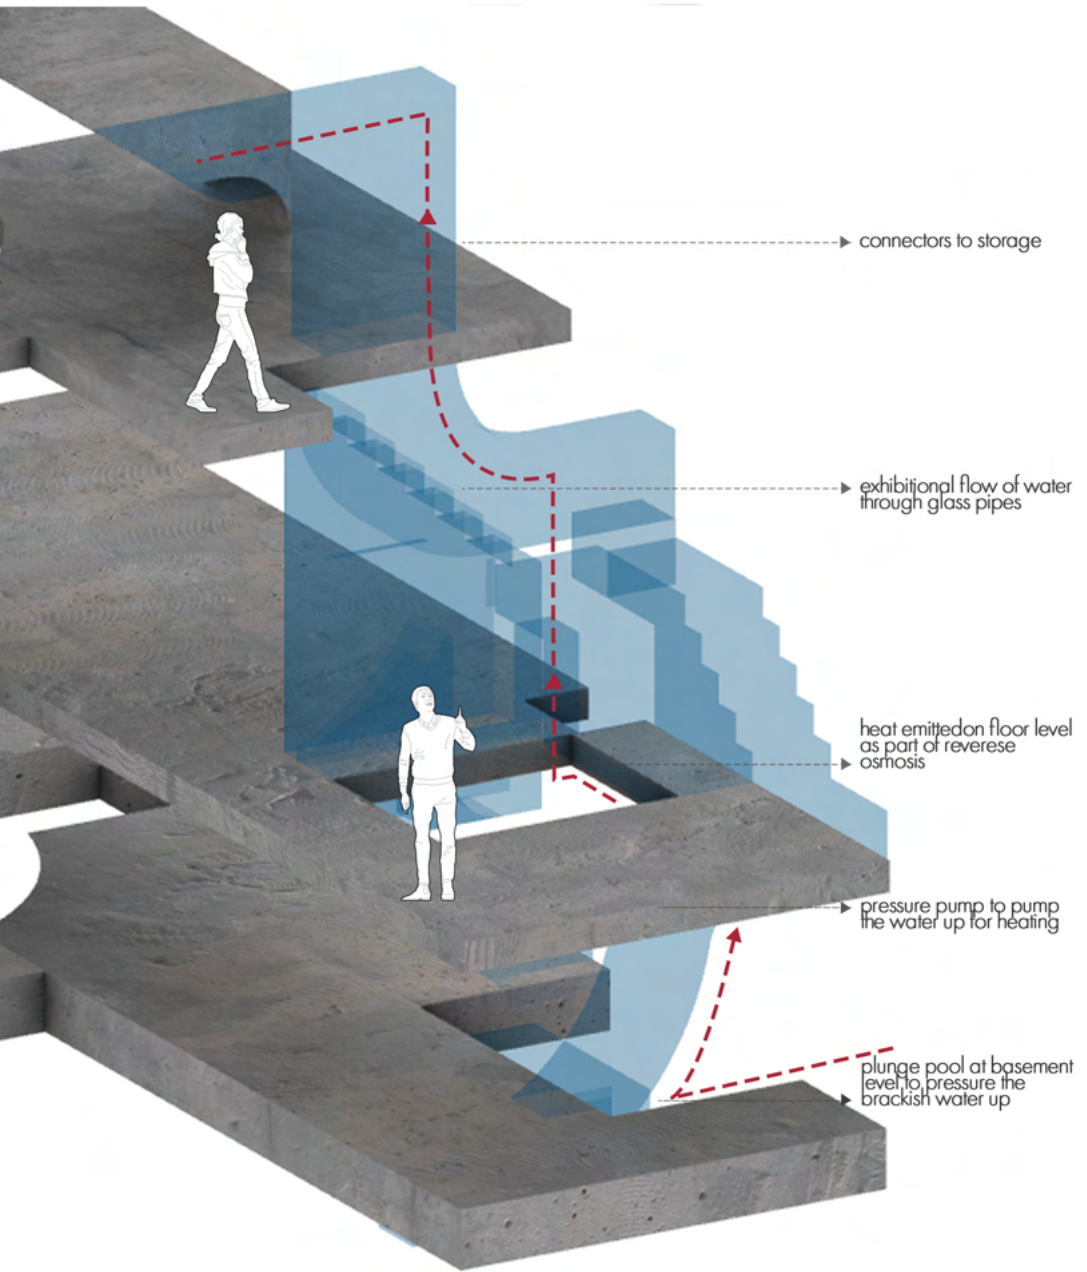 connectors to storage
exhibitional flow of water
through glass pipes
heat emittedon floor level
as part of reverese
osmosis
pressure pump to pump
the water up for heating
plunge pool at basement
level to pressure the
brackish water up